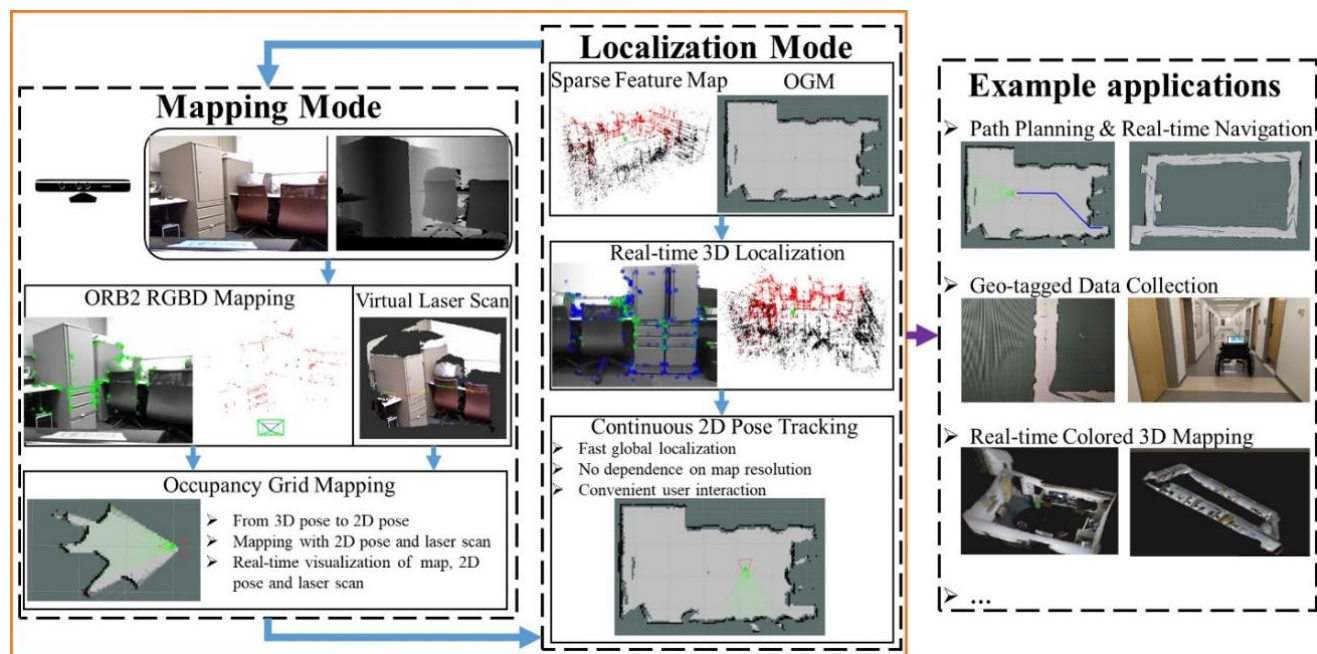 Mapping Mode
ORB2 RGBD Mapping
Virtual Laser Scan
Occupancy Grid Mapping
➢ From 3D pose to 2D pose
➢ Mapping with 2D pose and laser scan
➢ Real-time visualization of map, 2D
pose and laser scan
Localization Mode
Sparse Feature Map
OGM
Real-time 3D Localization
Continuous 2D Pose Tracking
➢ Fast global localization
➢ No dependence on map resolution
➢ Convenient user interaction
Example applications
➢ Path Planning & Real-time Navigation
➢ Geo-tagged Data Collection
➢ Real-time Colored 3D Mapping
➢ ...